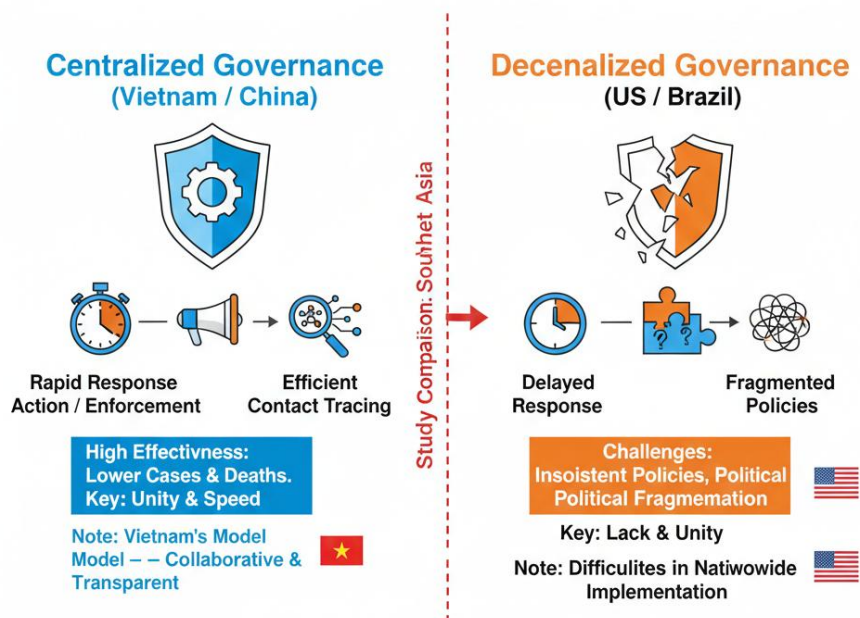 Centralized Governance
(Vietnam / China)
Rapid Response
Action / Enforcement
Efficient
Contact Tracing
High Effectivness:
Lower Cases & Deaths.
Key: Unity & Speed
Note: Vietnam's Model
Model – – Collaborative &
Transparent
Study Compaison: Souhhet Asia
Decenalized Governance
(US / Brazil)
? ?
Delayed
Response
Fragmented
Policies
Challenges:
Insoistent Policies, Political
Political Fragmemation
Key: Lack & Unity
Note: Difficulites in Natiwowide
Implementation